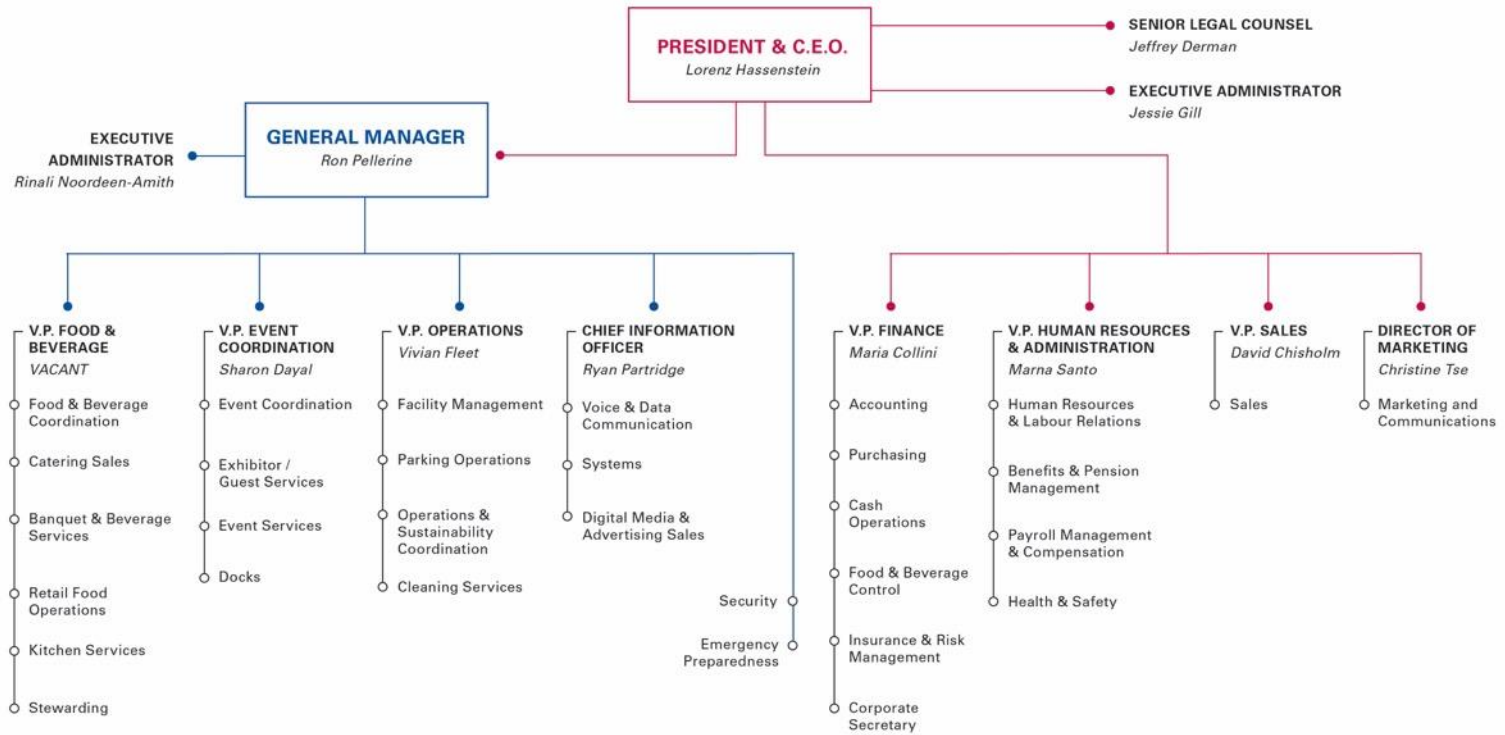 PRESIDENT & C.E.O.
Lorenz Hassenstein
SENIOR LEGAL COUNSEL
Jeffrey Derman
EXECUTIVE ADMINISTRATOR
Jessie Gill
GENERAL MANAGER
Ron Pellerine
EXECUTIVE
ADMINISTRATOR
Rinali Noordeen-Amith
V.P. FOOD &
BEVERAGE
VACANT
Food & Beverage
Coordination
Catering Sales
Banquet & Beverage
Services
Retail Food
Operations
Kitchen Services
Stewarding
V.P. EVENT
COORDINATION
Sharon Dayal
Event Coordination
Exhibitor /
Guest Services
Event Services
Docks
V.P. OPERATIONS
Vivian Fleet
Facility Management
Parking Operations
Operations &
Sustainability
Coordination
Cleaning Services
CHIEF INFORMATION
OFFICER
Ryan Partridge
Voice & Data
Communication
Systems
Digital Media &
Advertising Sales
Security
Emergency
Preparedness
V.P. FINANCE
Maria Collini
Accounting
Purchasing
Cash
Operations
Food & Beverage
Control
Insurance & Risk
Management
Corporate
Secretary
V.P. HUMAN RESOURCES
& ADMINISTRATION
Marna Santo
Human Resources
& Labour Relations
Benefits & Pension
Management
Payroll Management
& Compensation
Health & Safety
V.P. SALES
David Chisholm
Sales
DIRECTOR OF
MARKETING
Christine Tse
Marketing and
Communications